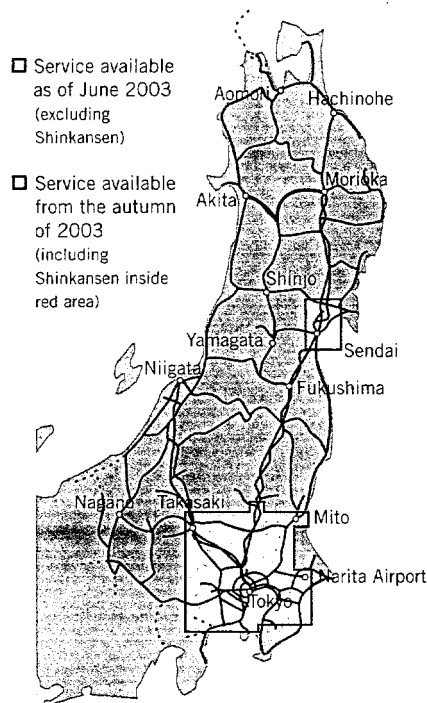 Service available
as of June 2003
(excluding
Shinkansen)
Service available
from the autumn
of 2003
(including
Shinkansen inside
red area)
Aomori
Hachinohe
Morioka
Akita
Shinjo
Yamagata
Sendai
Niigata
Fukushima
Nagano
Takasaki
Mito
Narita Airport
Tokyo